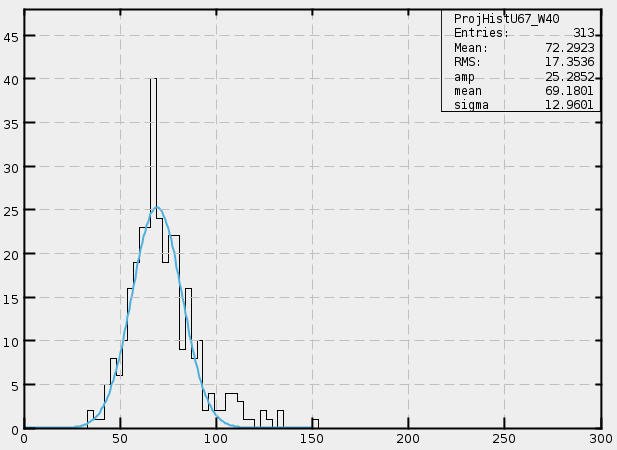 ProjHistU67_W40
Entries: 313
Mean: 72.2923
RMS: 17.3536
amp 25.2852
mean 69.1801
sigma 12.9601
45
40
35
30
25
20
15
10
5
0
0 50 100 150 200 250 300